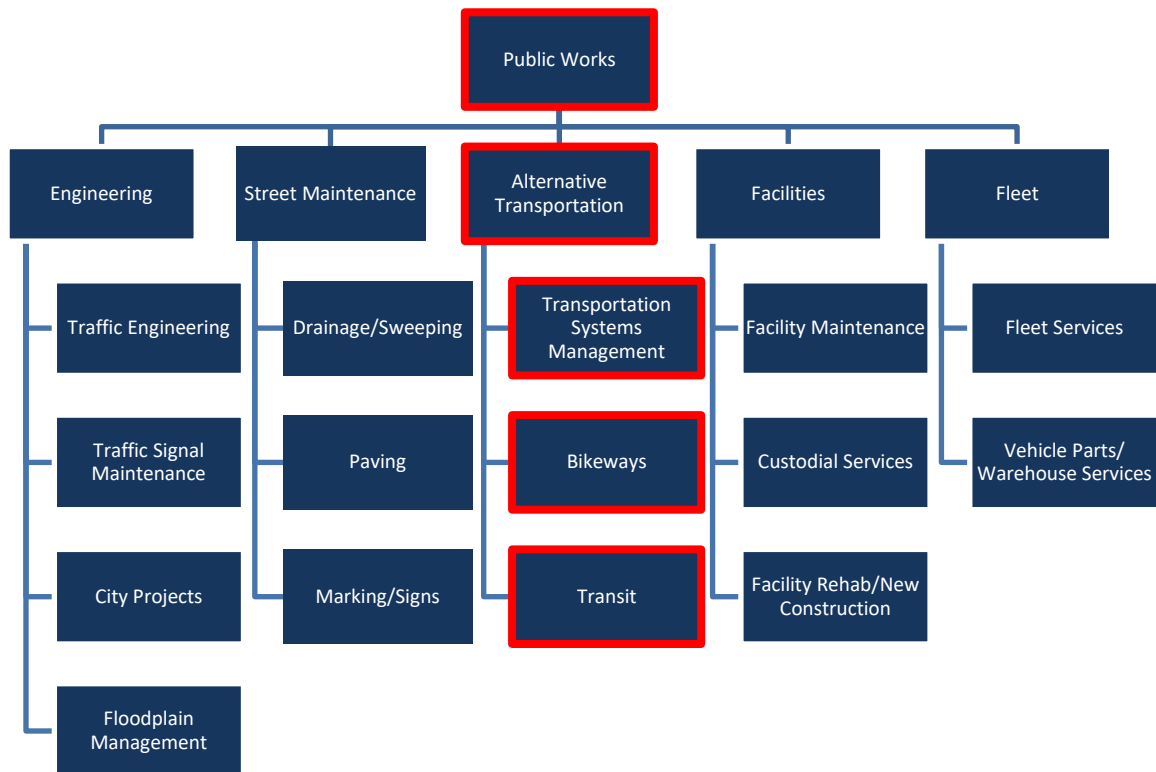 Public Works
Engineering
Street Maintenance
Alternative
Transportation
Facilities
Fleet
Traffic Engineering
Traffic Signal
Maintenance
City Projects
Floodplain
Management
Drainage/Sweeping
Paving
Marking/Signs
Transportation
Systems
Management
Bikeways
Transit
Facility Maintenance
Custodial Services
Facility Rehab/New
Construction
Fleet Services
Vehicle Parts/
Warehouse Services